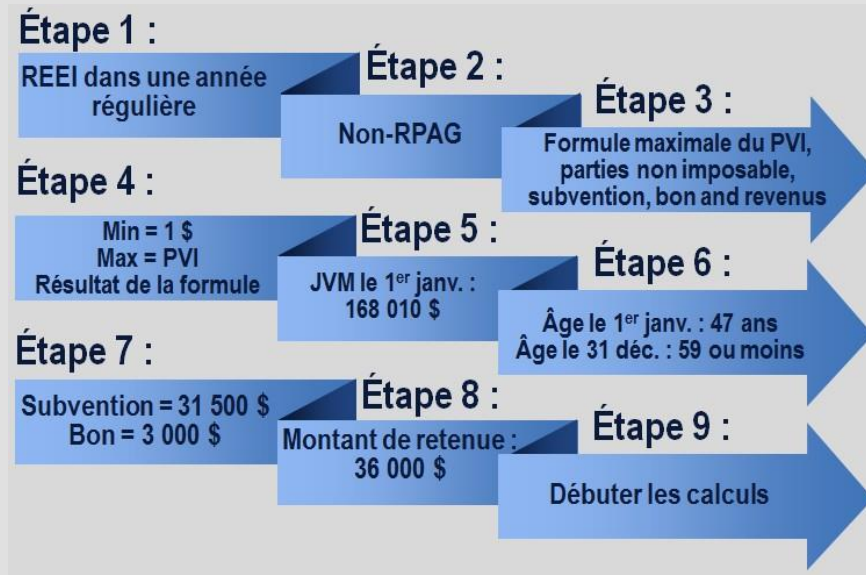 Étape 1 :
REEI dans une année
régulière
Étape 2 :
Non-RPAG
Étape 3 :
Formule maximale du PVI,
parties non imposable,
subvention, bon and revenus
Étape 4 :
Min = 1 $
Max = PVI
Résultat de la formule
Étape 5 :
JVM le 1er janv. :
168 010 $
Étape 6 :
Âge le 1er janv. : 47 ans
Âge le 31 déc. : 59 ou moins
Étape 7 :
Subvention = 31 500 $
Bon = 3 000 $
Étape 8 :
Montant de retenue :
36 000 $
Étape 9 :
Débuter les calculs